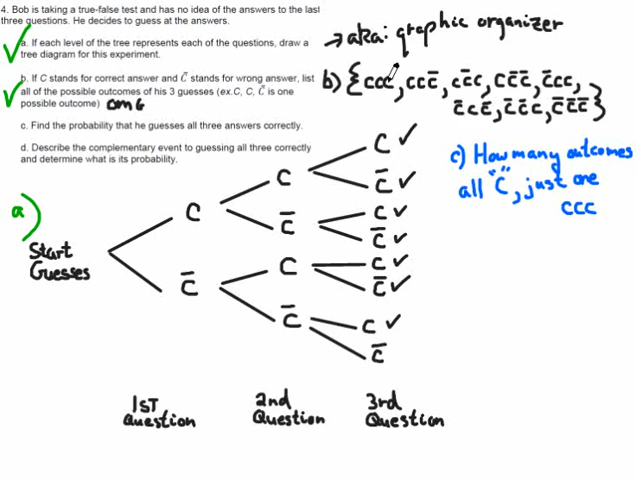 4. Bob is taking a true-false test and has no idea of the answers to the last
three questions. He decides to guess at the answers.
a. If each level of the tree represents each of the questions, draw a
tree diagram for this experiment.
b. If C stands for correct answer and C̅ stands for wrong answer, list
all of the possible outcomes of his 3 guesses (ex.C, C, C̅ is one
possible outcome) OMG
c. Find the probability that he guesses all three answers correctly.
d. Describe the complementary event to guessing all three correctly
and determine what is its probability.
→ aka: graphic organizer
b) {CCC, CCC̅, CC̅C, CC̅C̅, C̅CC,
C̅CC̅, C̅C̅C, C̅C̅C̅}
c) How many outcomes
all "C", just one
CCC
a)
Start
Guesses
C
C̅
C
C̅
C
C̅
C ✓
C̅ ✓
C ✓
C̅ ✓
C ✓
C̅ ✓
C ✓
C̅
1ST
Question
2nd
Question
3rd
Question